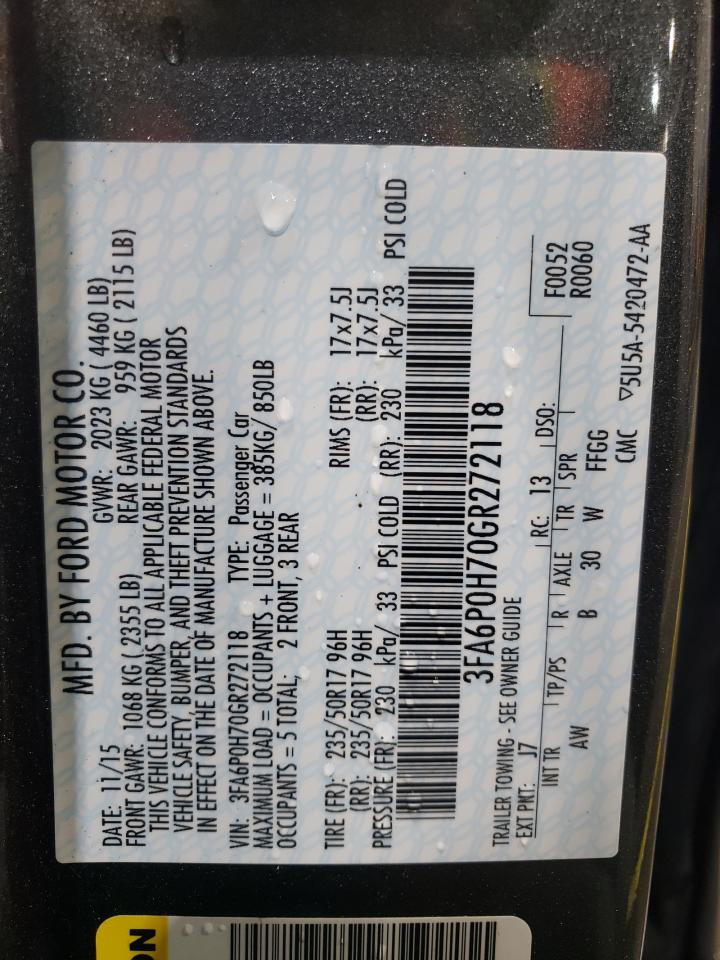 MFD. BY FORD MOTOR CO.
DATE: 11/15 GVWR: 2023 KG ( 4460 LB)
FRONT GAWR: 1068 KG ( 2355 LB) REAR GAWR: 959 KG ( 2115 LB)
THIS VEHICLE CONFORMS TO ALL APPLICABLE FEDERAL MOTOR
VEHICLE SAFETY, BUMPER, AND THEFT PREVENTION STANDARDS
IN EFFECT ON THE DATE OF MANUFACTURE SHOWN ABOVE.
VIN: 3FA6P0H70GR272118 TYPE: Passenger Car
MAXIMUM LOAD = OCCUPANTS + LUGGAGE = 385KG/ 850LB
OCCUPANTS = 5 TOTAL: 2 FRONT, 3 REAR
TIRE (FR): 235/50R17 96H RIMS (FR): 17x7.5J
(RR): 235/50R17 96H (RR): 17x7.5J
PRESSURE (FR): 230 kPa/ 33 PSI COLD (RR): 230 kPa/ 33 PSI COLD
3FA6P0H70GR272118
TRAILER TOWING - SEE OWNER GUIDE
EXT PNT: J7 RC: 13 DSO: F0052
R0060
INT TR TP/PS R AXLE TR SPR
AW B 30 W FFGG
CMC ▽5U5A-5420472-AA
ON